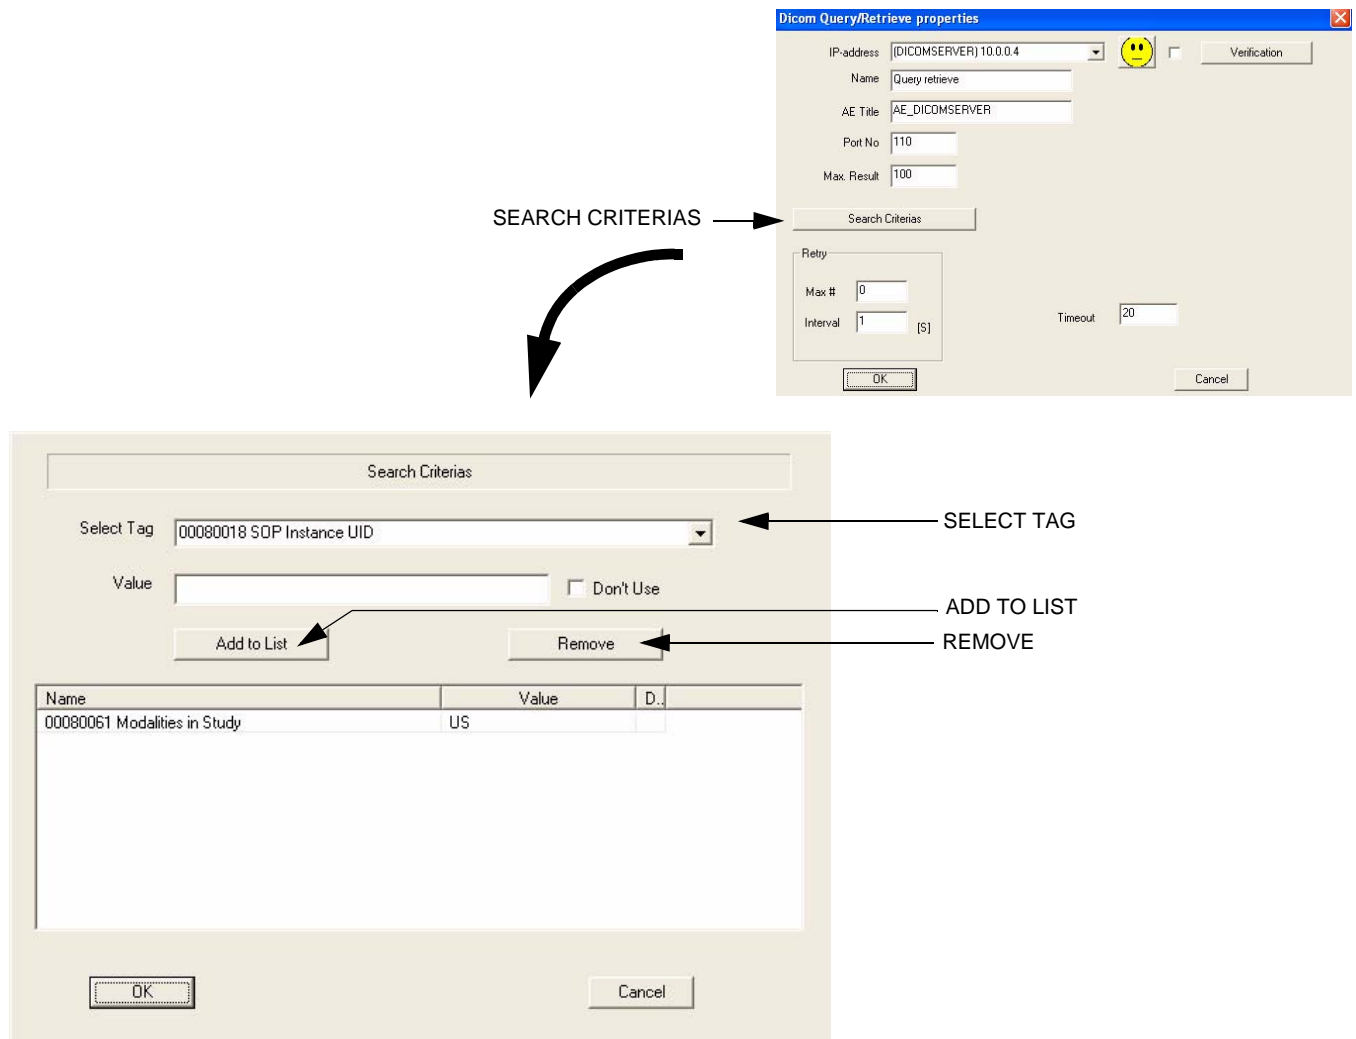 Dicom Query/Retrieve properties
IP-address (DICOMSERVER) 10.0.0.4 Verification
Name Query retrieve
AE Title AE_DICOMSERVER
Port No 110
Max. Result 100
SEARCH CRITERIAS Search Criterias
Retry
Max # 0
Interval 1 [S]
Timeout 20
OK Cancel
Search Criterias
Select Tag 00080018 SOP Instance UID SELECT TAG
Value Don't Use
ADD TO LIST
Add to List Remove REMOVE
Name Value D..
00080061 Modalities in Study US
OK Cancel